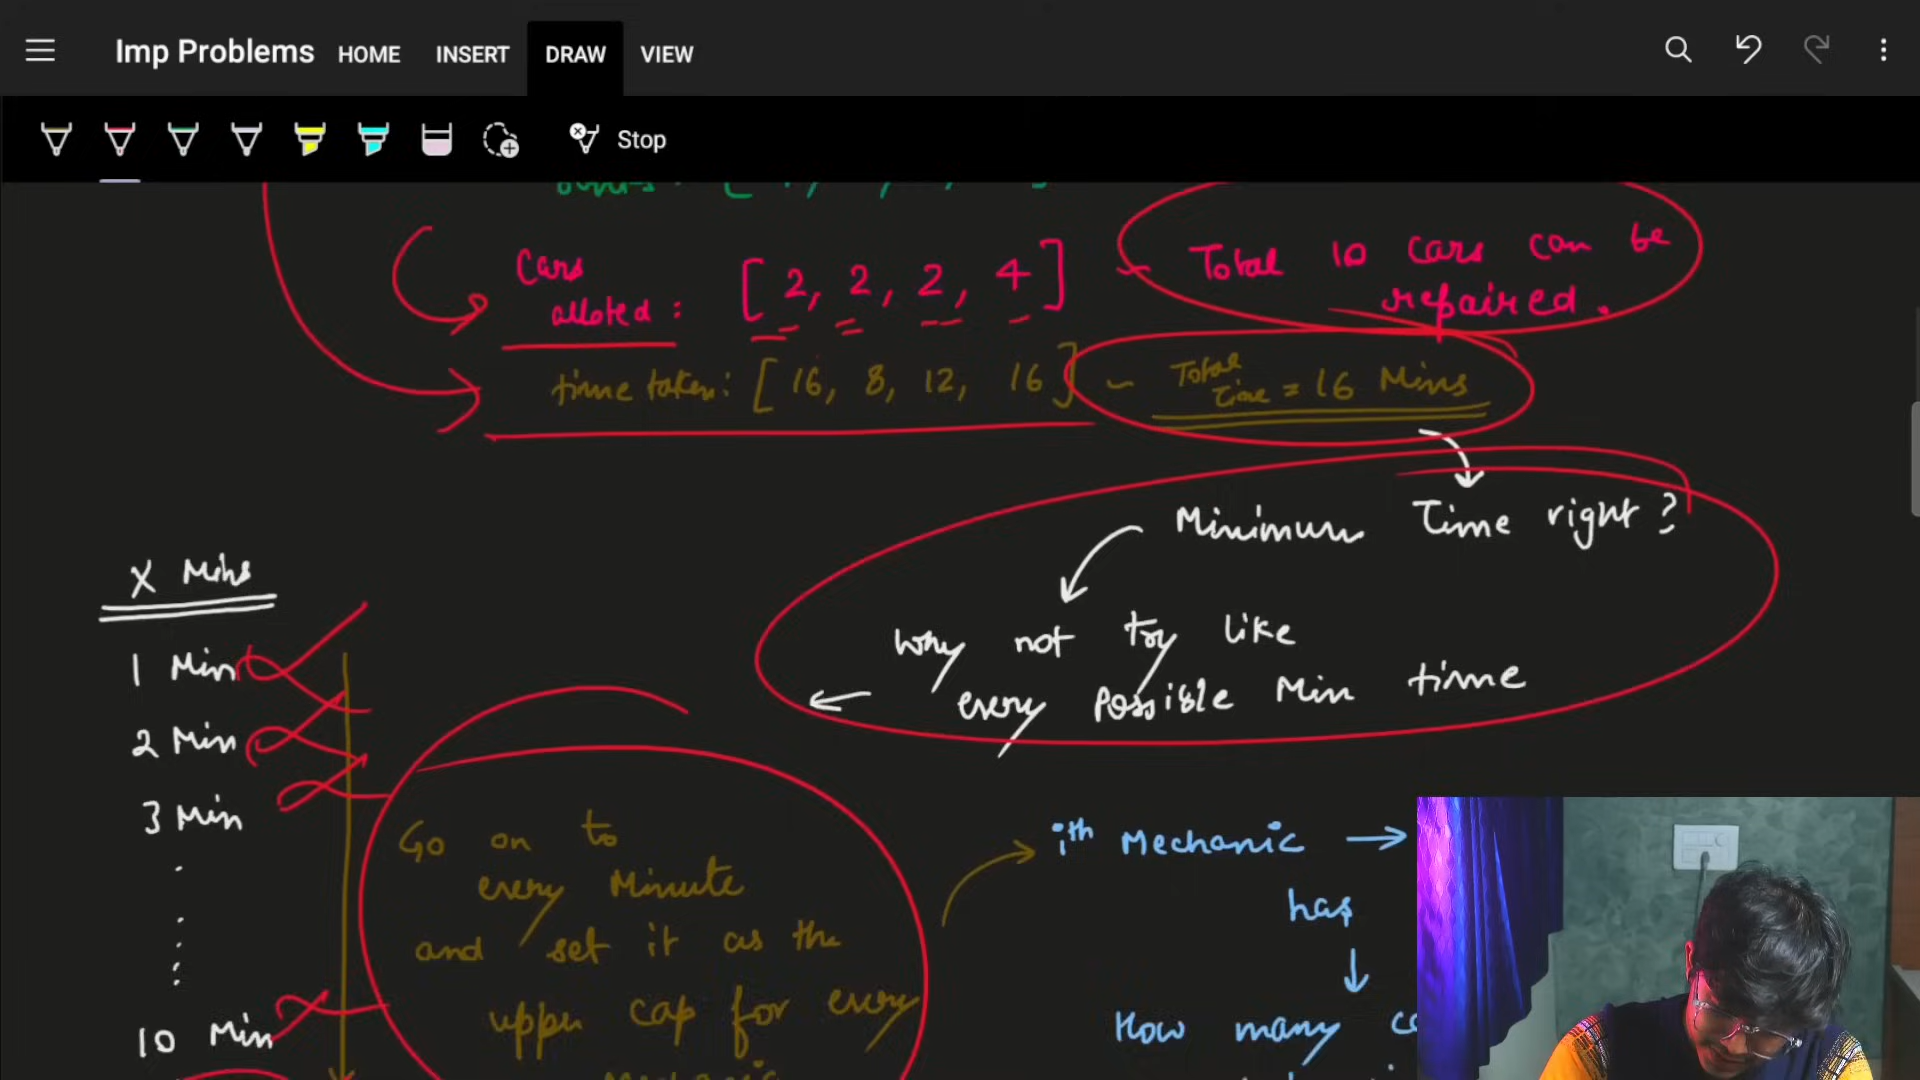 Imp Problems HOME INSERT DRAW VIEW
Stop
Cars
alloted : [ 2, 2, 2, 4 ] ~ Total 10 cars can be
repaired.
time taken: [ 16, 8, 12, 16 ] ~ Total
Time = 16 Mins
Minimum Time right?
X Mins
why not try like
1 Min
every Possible Min time
2 Min
3 Min
Go on to
every Minute
ith Mechanic →
and set it as the
has
upper cap for every
How many
10 Min
Mechanic